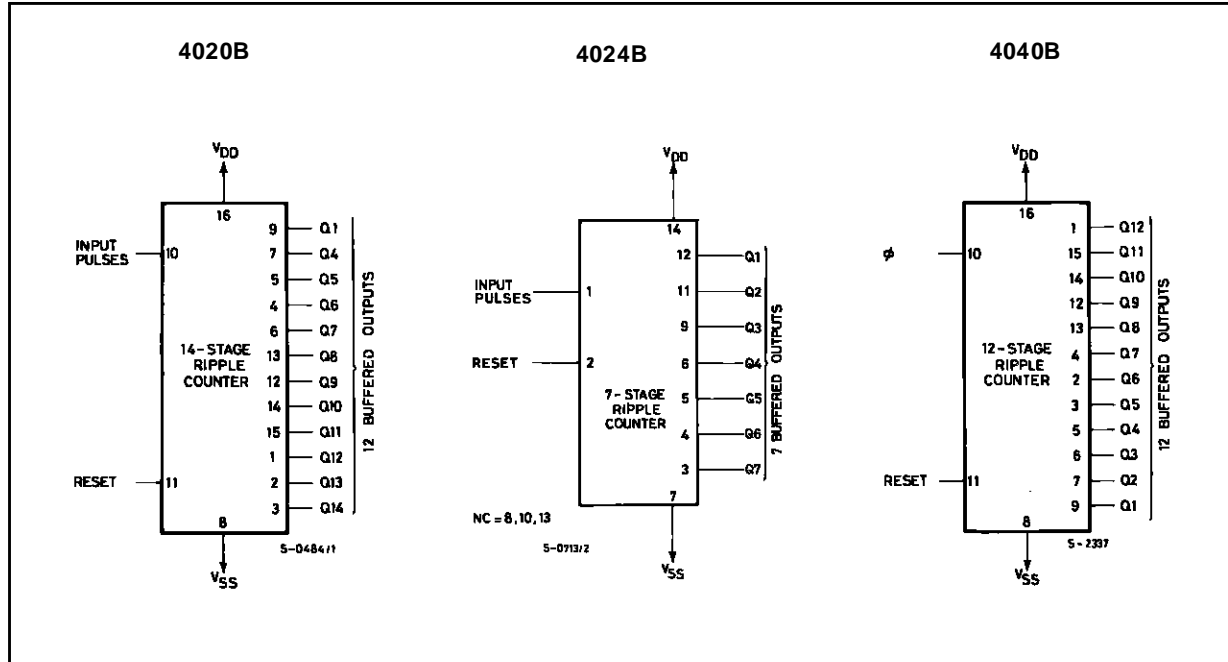 4020B
VDD
16
INPUT
PULSES
10
RESET
11
14-STAGE
RIPPLE
COUNTER
9 Q1
7 Q4
5 Q5
4 Q6
6 Q7
13 Q8
12 Q9
14 Q10
15 Q11
1 Q12
2 Q13
3 Q14
12 BUFFERED OUTPUTS
8
VSS
S-0484/1
4024B
VDD
14
INPUT
PULSES
1
RESET
2
7-STAGE
RIPPLE
COUNTER
12 Q1
11 Q2
9 Q3
6 Q4
5 Q5
4 Q6
3 Q7
7 BUFFERED OUTPUTS
7
NC = 8, 10, 13
S-0713/2
VSS
4040B
VDD
16
ϕ
10
RESET
11
12-STAGE
RIPPLE
COUNTER
1 Q12
15 Q11
14 Q10
12 Q9
13 Q8
4 Q7
2 Q6
3 Q5
5 Q4
6 Q3
7 Q2
9 Q1
12 BUFFERED OUTPUTS
8
S-2337
VSS